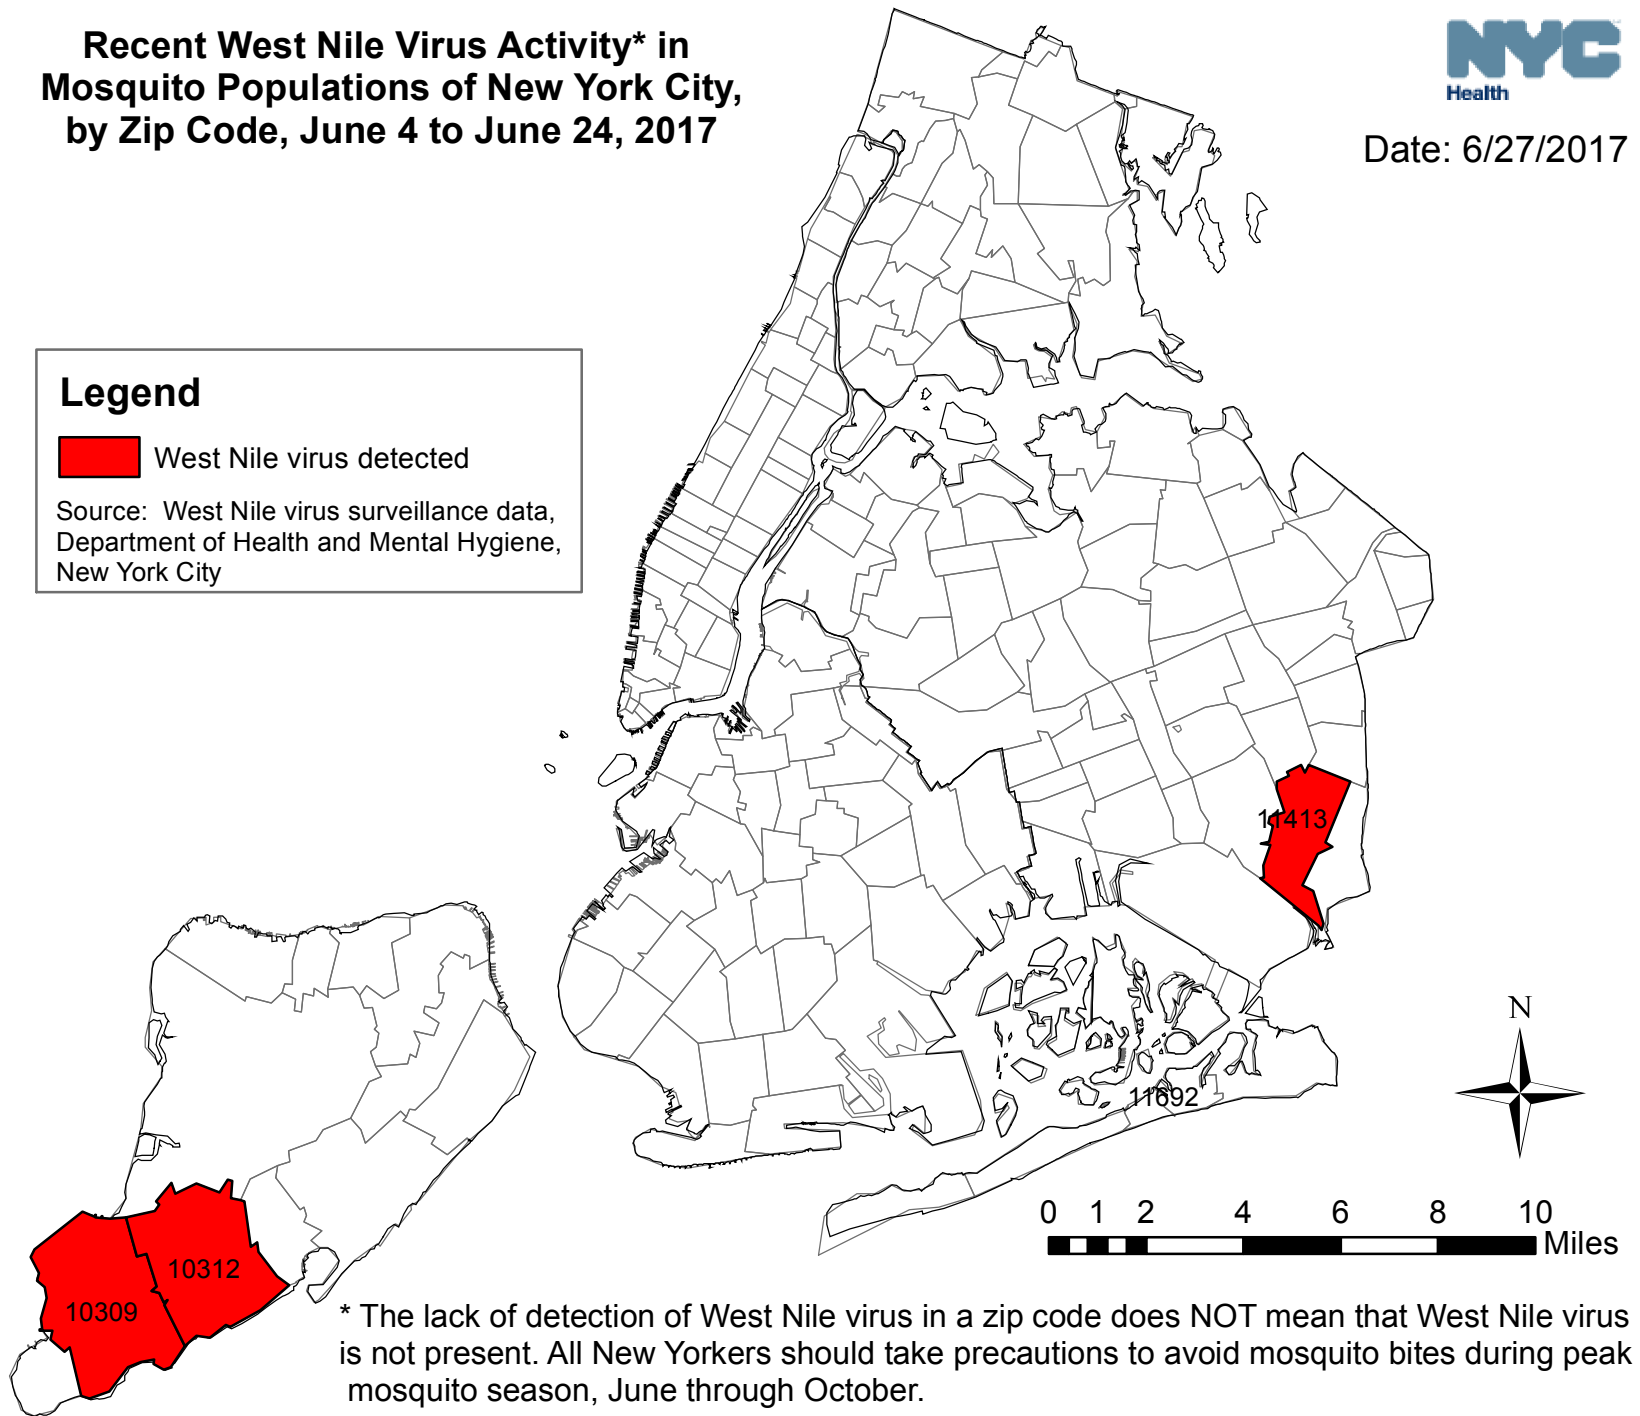 Recent West Nile Virus Activity* in
Mosquito Populations of New York City,
by Zip Code, June 4 to June 24, 2017
NYC
Health
Date: 6/27/2017
Legend
West Nile virus detected
Source: West Nile virus surveillance data,
Department of Health and Mental Hygiene,
New York City
11413
11692
N
10312
10309
0 1 2 4 6 8 10
Miles
* The lack of detection of West Nile virus in a zip code does NOT mean that West Nile virus
is not present. All New Yorkers should take precautions to avoid mosquito bites during peak
mosquito season, June through October.